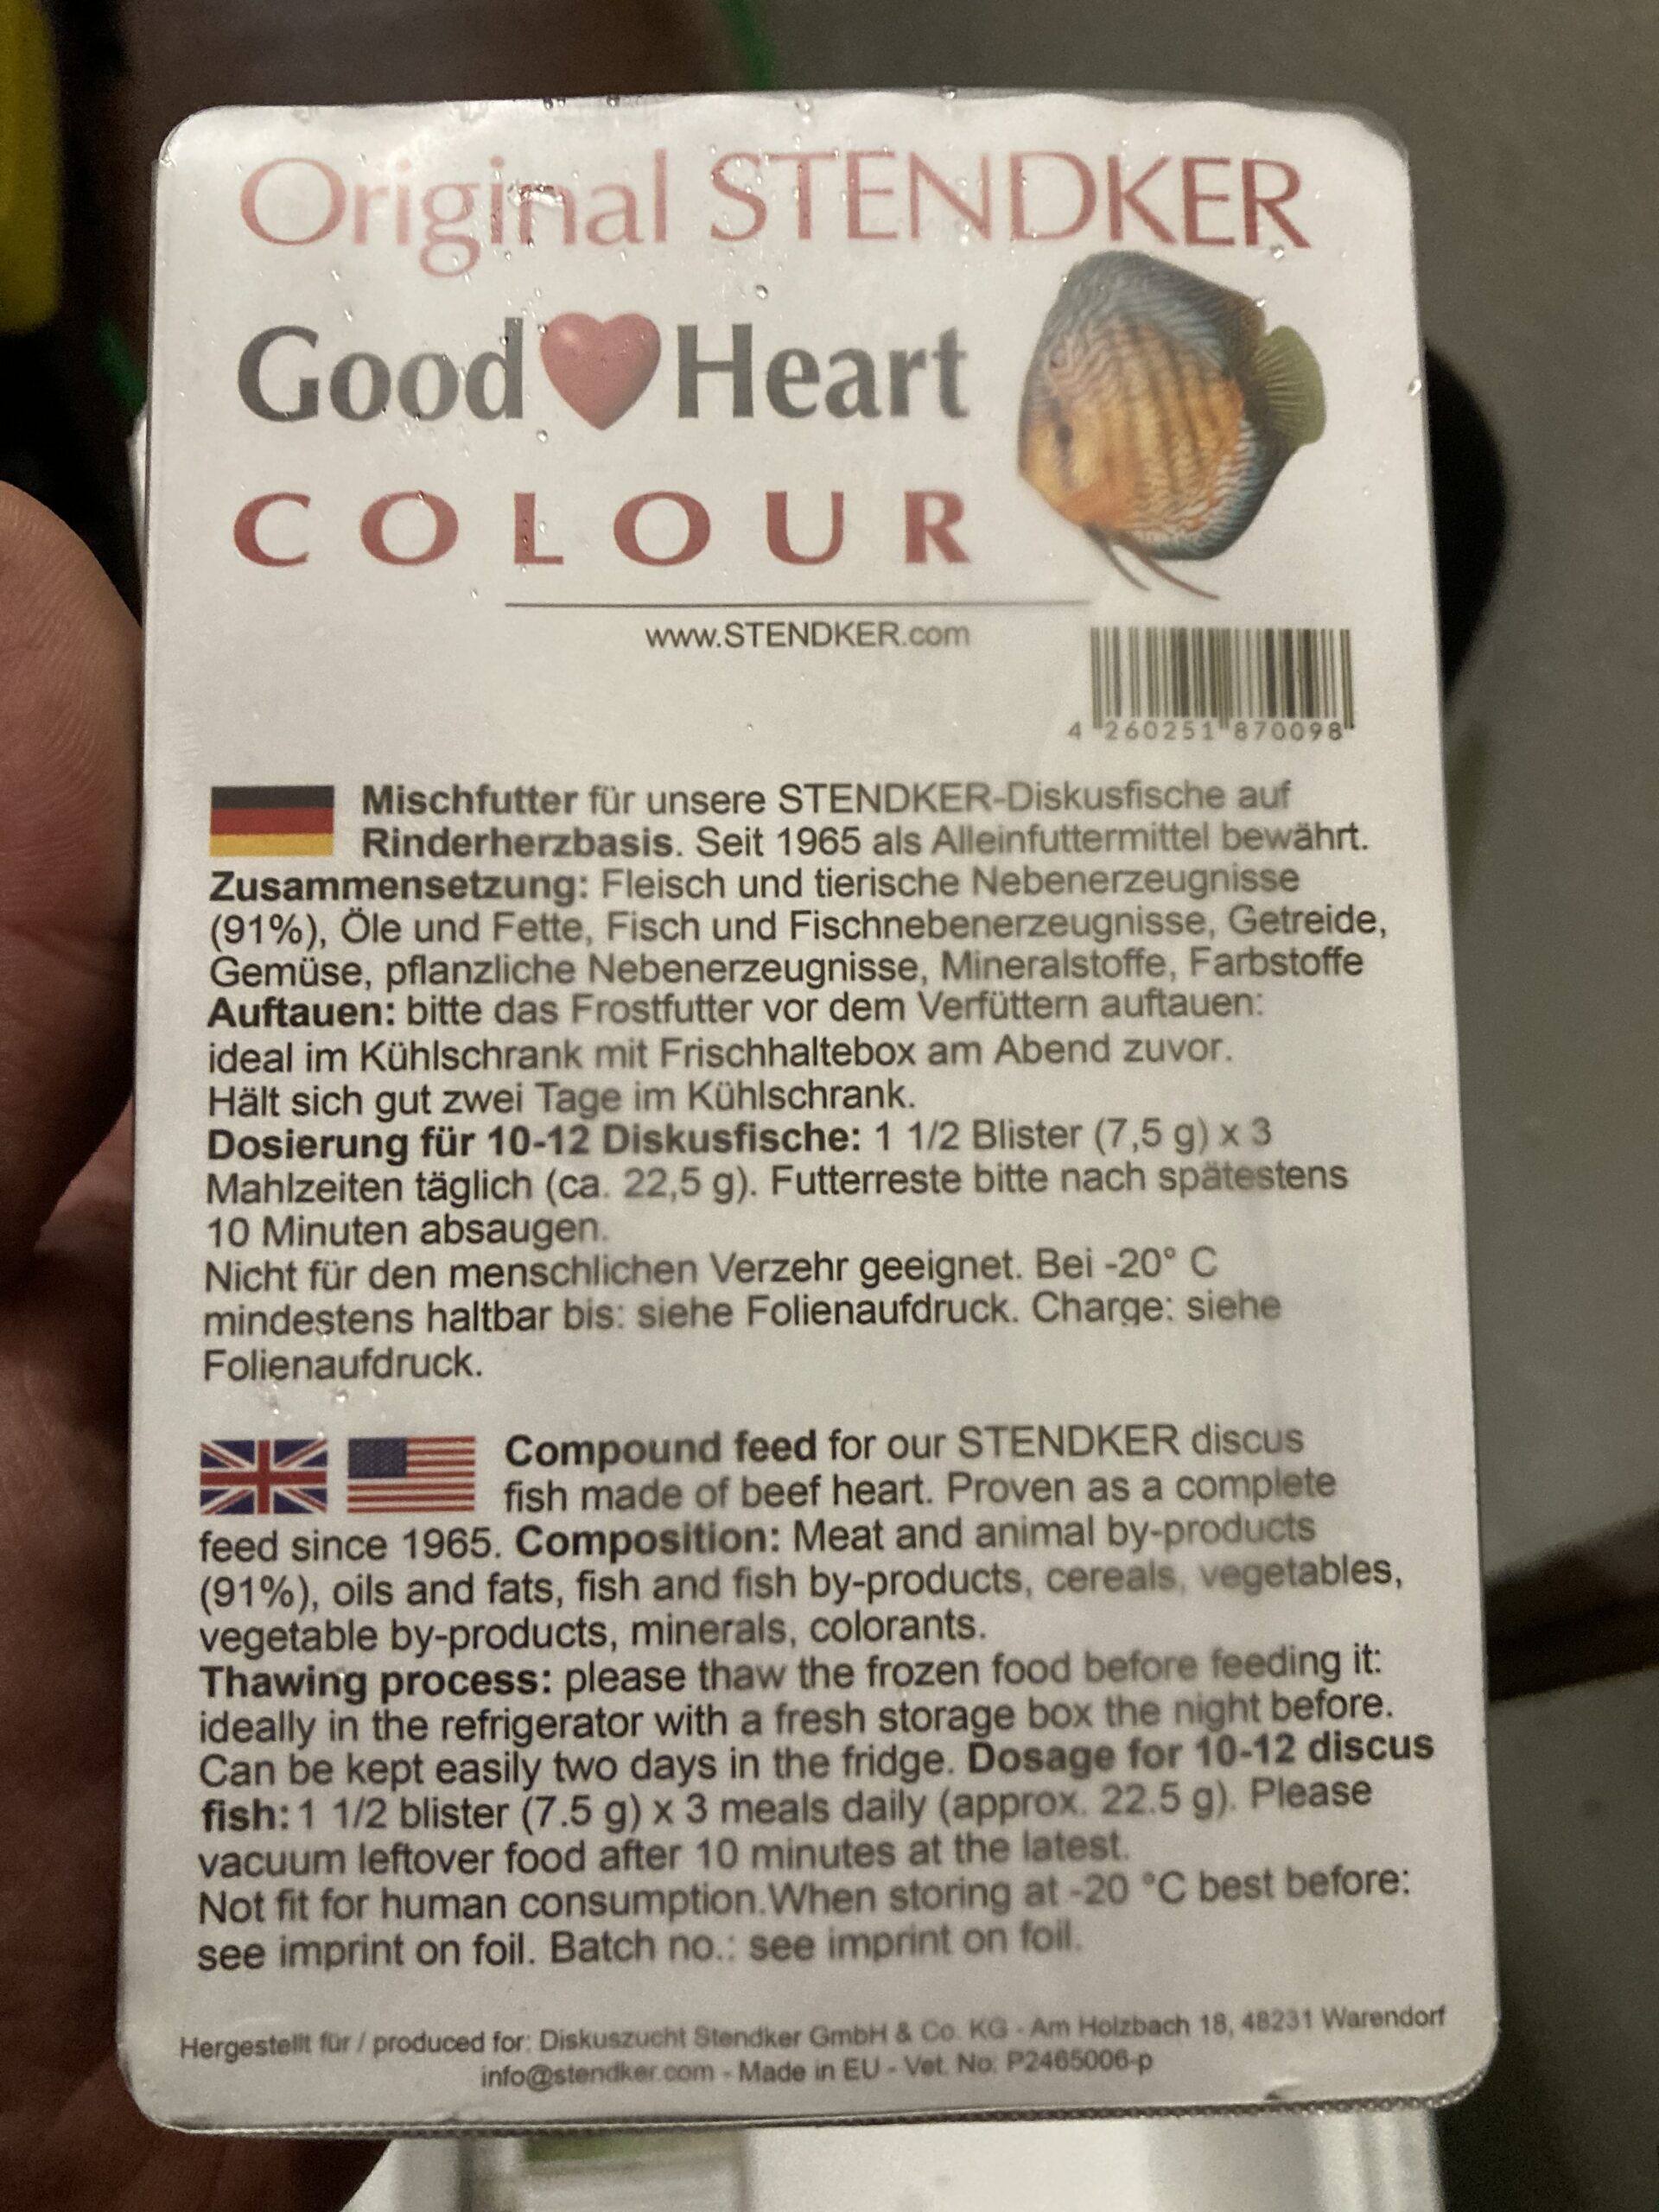 Original STENDKER
Good Heart
COLOUR
www.STENDKER.com
4 260251 870098
Mischfutter für unsere STENDKER-Diskusfische auf
Rinderherzbasis. Seit 1965 als Alleinfuttermittel bewährt.
Zusammensetzung: Fleisch und tierische Nebenerzeugnisse
(91%), Öle und Fette, Fisch und Fischnebenerzeugnisse, Getreide,
Gemüse, pflanzliche Nebenerzeugnisse, Mineralstoffe, Farbstoffe
Auftauen: bitte das Frostfutter vor dem Verfüttern auftauen:
ideal im Kühlschrank mit Frischhaltebox am Abend zuvor.
Hält sich gut zwei Tage im Kühlschrank.
Dosierung für 10-12 Diskusfische: 1 1/2 Blister (7,5 g) x 3
Mahlzeiten täglich (ca. 22,5 g). Futterreste bitte nach spätestens
10 Minuten absaugen.
Nicht für den menschlichen Verzehr geeignet. Bei -20° C
mindestens haltbar bis: siehe Folienaufdruck. Charge: siehe
Folienaufdruck.
Compound feed for our STENDKER discus
fish made of beef heart. Proven as a complete
feed since 1965. Composition: Meat and animal by-products
(91%), oils and fats, fish and fish by-products, cereals, vegetables,
vegetable by-products, minerals, colorants.
Thawing process: please thaw the frozen food before feeding it:
ideally in the refrigerator with a fresh storage box the night before.
Can be kept easily two days in the fridge. Dosage for 10-12 discus
fish: 1 1/2 blister (7.5 g) x 3 meals daily (approx. 22.5 g). Please
vacuum leftover food after 10 minutes at the latest.
Not fit for human consumption.When storing at -20 °C best before:
see imprint on foil. Batch no.: see imprint on foil.
Hergestellt für / produced for: Diskuszucht Stendker GmbH & Co. KG - Am Holzbach 18, 48231 Warendorf
info@stendker.com - Made in EU - Vet. No: P2465006-p